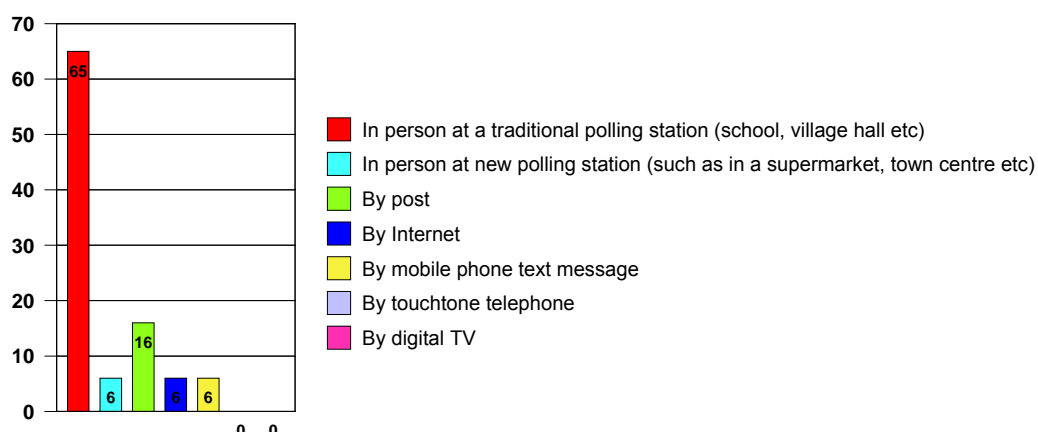 70
60
50
40
30
20
10
0
65
6
16
6
6
0 0
In person at a traditional polling station (school, village hall etc)
In person at new polling station (such as in a supermarket, town centre etc)
By post
By Internet
By mobile phone text message
By touchtone telephone
By digital TV